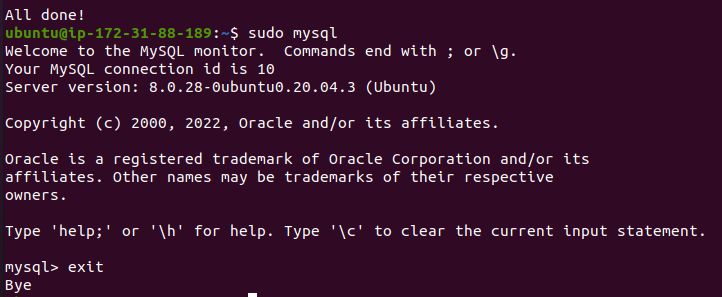 All done!
ubuntu@ip-172-31-88-189:~$ sudo mysql
Welcome to the MySQL monitor.  Commands end with ; or \g.
Your MySQL connection id is 10
Server version: 8.0.28-0ubuntu0.20.04.3 (Ubuntu)
Copyright (c) 2000, 2022, Oracle and/or its affiliates.
Oracle is a registered trademark of Oracle Corporation and/or its
affiliates. Other names may be trademarks of their respective
owners.
Type 'help;' or '\h' for help. Type '\c' to clear the current input statement.
mysql> exit
Bye